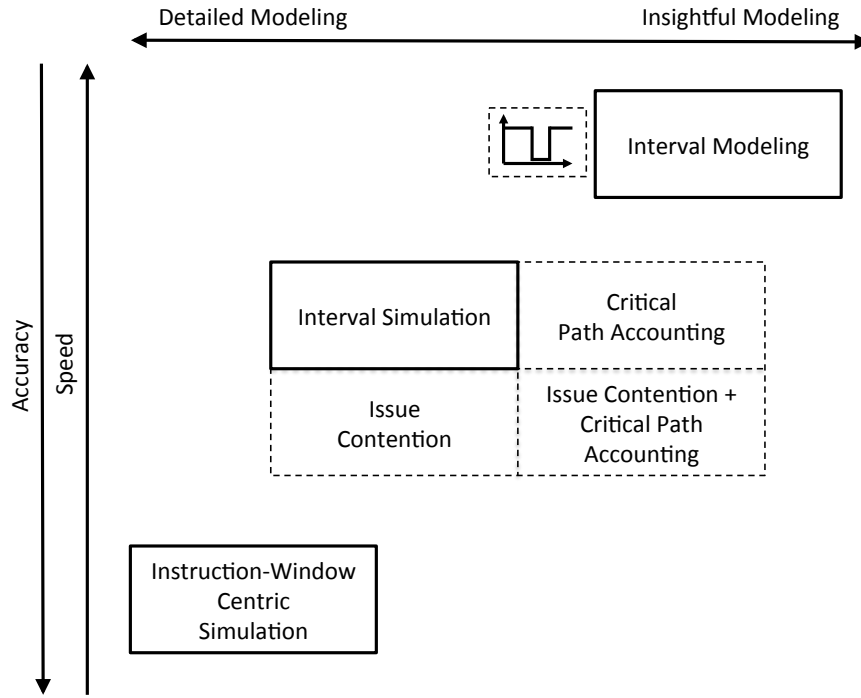 Detailed Modeling
Insightful Modeling
Interval Modeling
Accuracy
Speed
Interval Simulation
Critical
Path Accounting
Issue
Contention
Issue Contention +
Critical Path
Accounting
Instruction-Window
Centric
Simulation